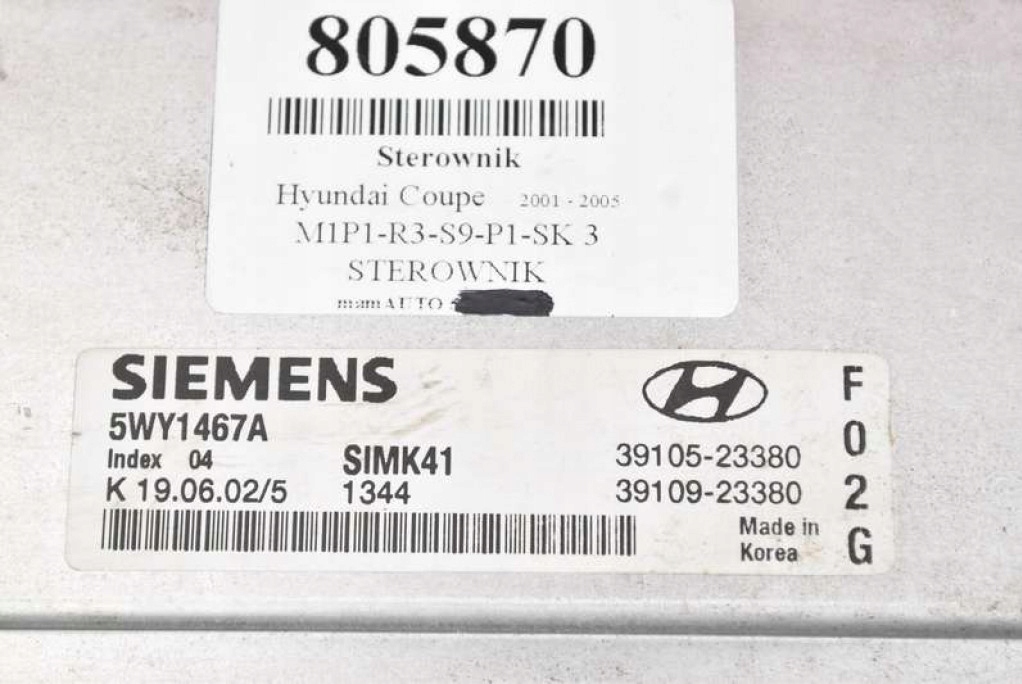 805870
Sterownik
Hyundai Coupe 2001 - 2005
M1P1-R3-S9-P1-SK 3
STEROWNIK
mamAUTO
SIEMENS
5WY1467A
Index 04
SIMK41
K 19.06.02/5
1344
39105-23380
39109-23380
Made in
Korea
F
0
2
G